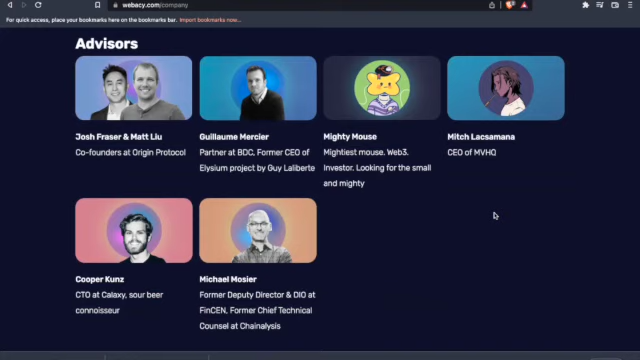 webacy.com/company
For quick access, place your bookmarks here on the bookmarks bar. Import bookmarks now...
Advisors
Josh Fraser & Matt Liu
Co-founders at Origin Protocol
Guillaume Mercier
Partner at BDC, Former CEO of
Elysium project by Guy Laliberte
Mighty Mouse
Mightiest mouse. Web3.
Investor. Looking for the small
and mighty
Mitch Lacsamana
CEO of MVHQ
Cooper Kunz
CTO at Calaxy, sour beer
connoisseur
Michael Mosier
Former Deputy Director & DIO at
FinCEN, Former Chief Technical
Counsel at Chainalysis